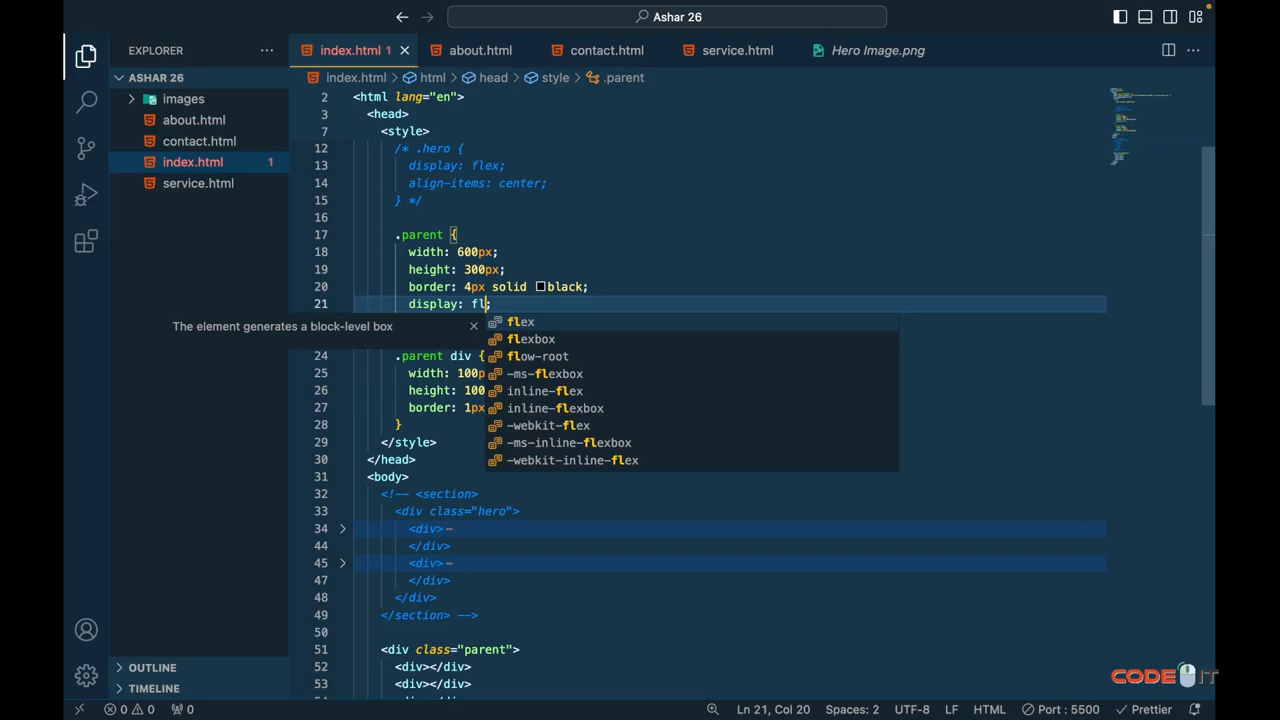 Ashar 26
EXPLORER
index.html 1
about.html
contact.html
service.html
Hero Image.png
ASHAR 26
index.html > html > head > style > .parent
images
about.html
contact.html
index.html 1
service.html
2 <html lang="en">
3 <head>
7 <style>
12 /* .hero {
13 display: flex;
14 align-items: center;
15 } */
16
17 .parent {
18 width: 600px;
19 height: 300px;
20 border: 4px solid black;
21 display: fl;
The element generates a block-level box
flex
flexbox
flow-root
-ms-flexbox
inline-flex
inline-flexbox
-webkit-flex
-ms-inline-flexbox
-webkit-inline-flex
24 .parent div {
25 width: 100p
26 height: 100
27 border: 1px
28 }
29 </style>
30 </head>
31 <body>
32 <!-- <section>
33 <div class="hero">
34 <div>⋯
44 </div>
45 <div>⋯
47 </div>
48 </div>
49 </section> -->
50
51 <div class="parent">
52 <div></div>
53 <div></div>
OUTLINE
TIMELINE
CODE IT
0 0 0
Ln 21, Col 20
Spaces: 2
UTF-8
LF
HTML
Port : 5500
Prettier